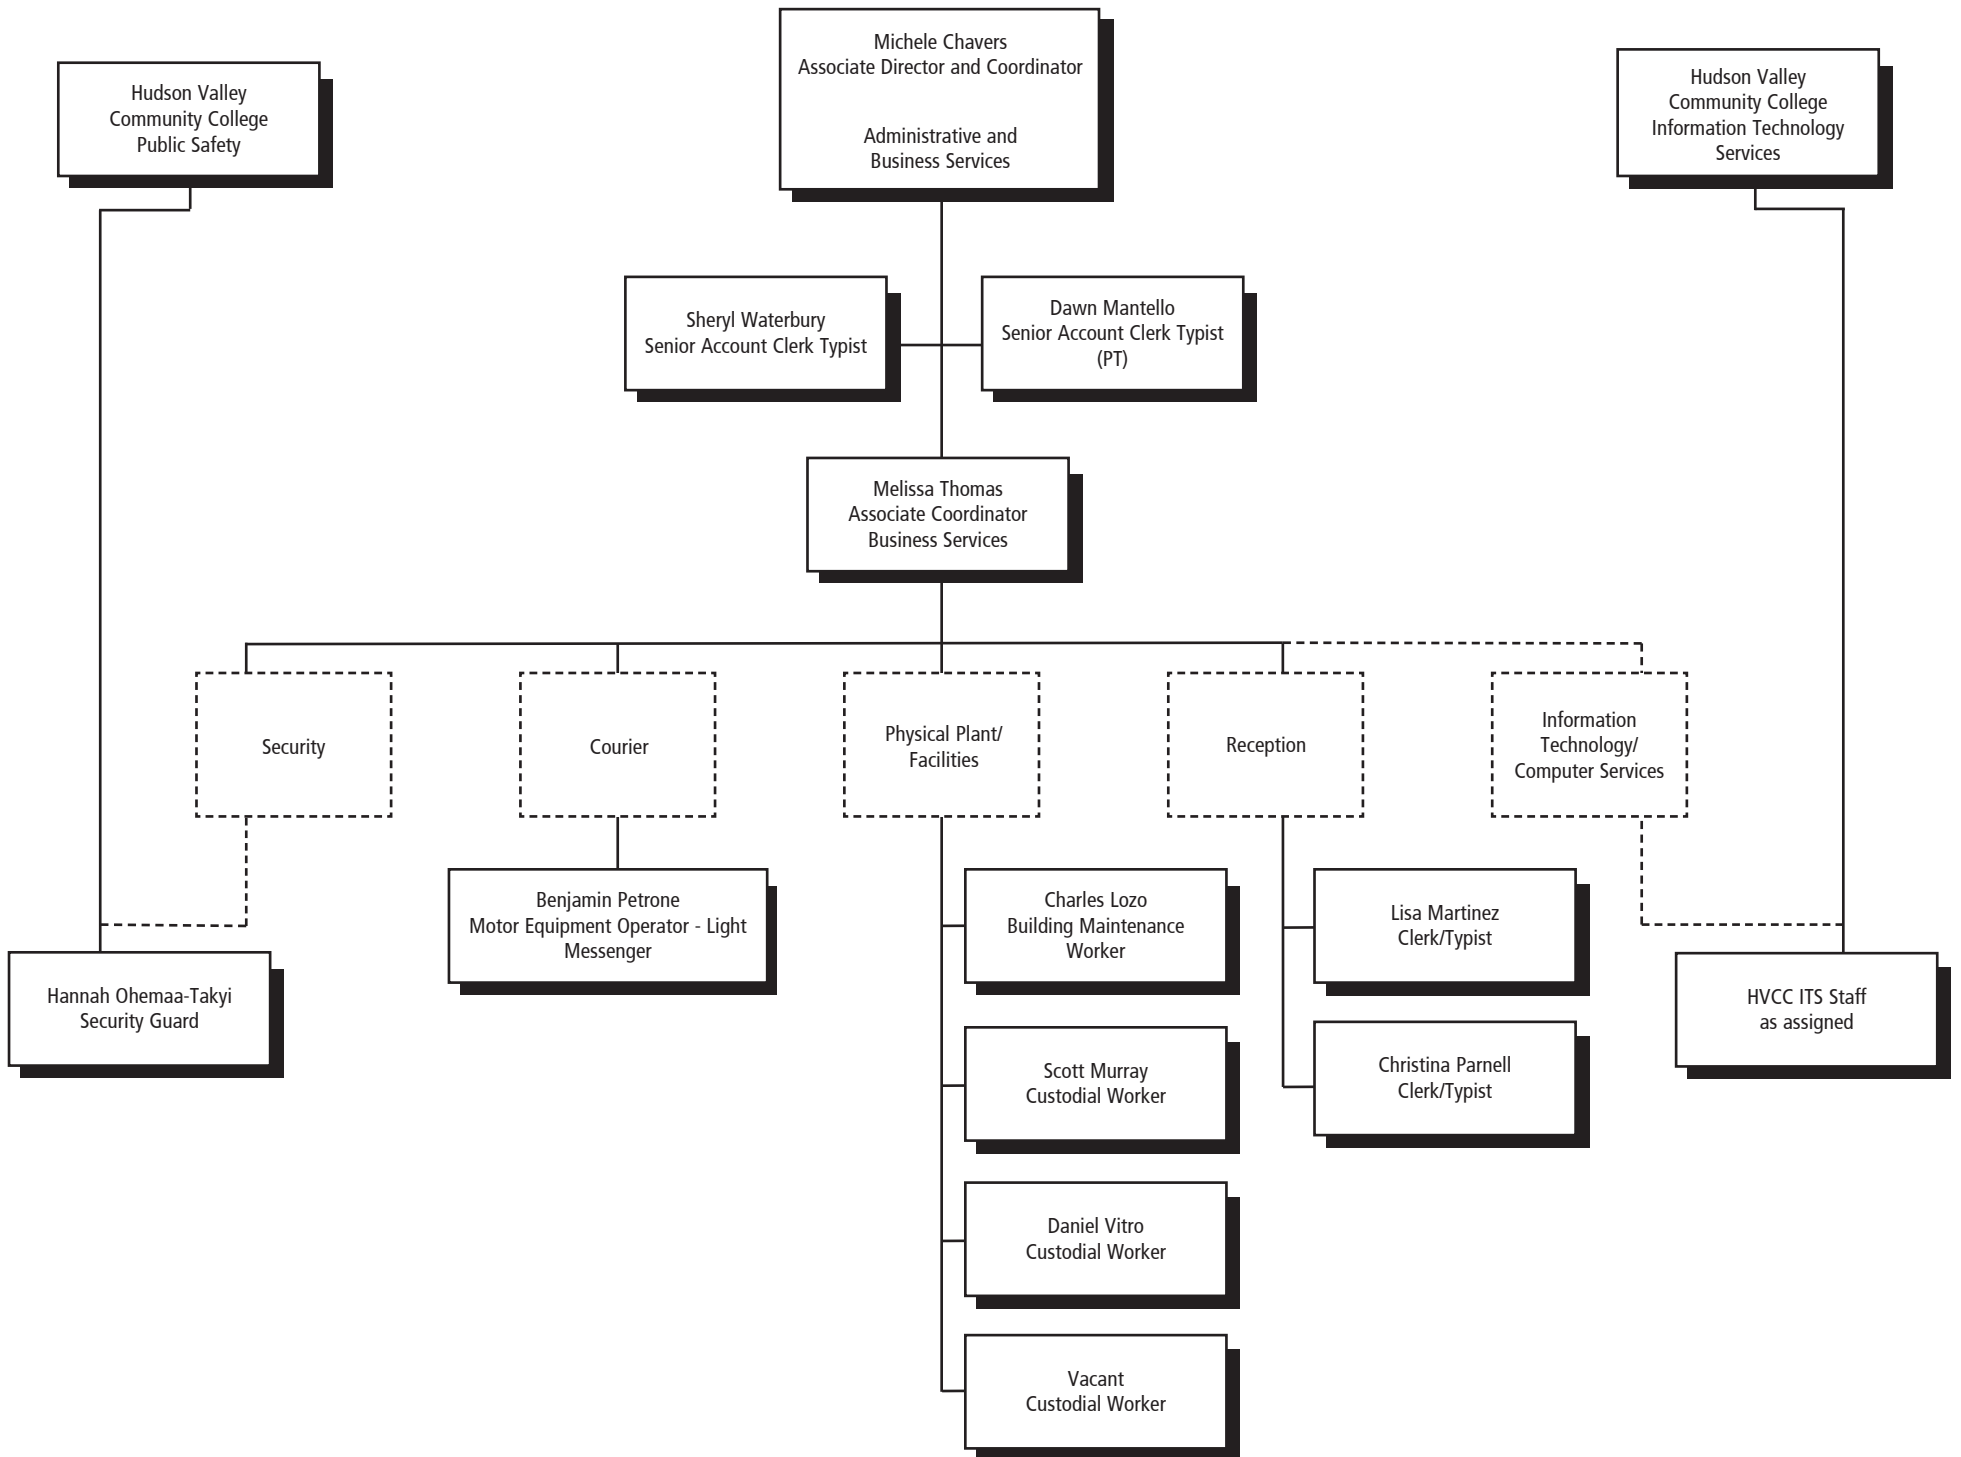 Michele Chavers
Associate Director and Coordinator
Administrative and
Business Services
Hudson Valley
Community College
Public Safety
Hudson Valley
Community College
Information Technology
Services
Sheryl Waterbury
Senior Account Clerk Typist
Dawn Mantello
Senior Account Clerk Typist
(PT)
Melissa Thomas
Associate Coordinator
Business Services
Security
Courier
Physical Plant/
Facilities
Reception
Information
Technology/
Computer Services
Hannah Ohemaa-Takyi
Security Guard
Benjamin Petrone
Motor Equipment Operator - Light
Messenger
Charles Lozo
Building Maintenance
Worker
Scott Murray
Custodial Worker
Daniel Vitro
Custodial Worker
Vacant
Custodial Worker
Lisa Martinez
Clerk/Typist
Christina Parnell
Clerk/Typist
HVCC ITS Staff
as assigned